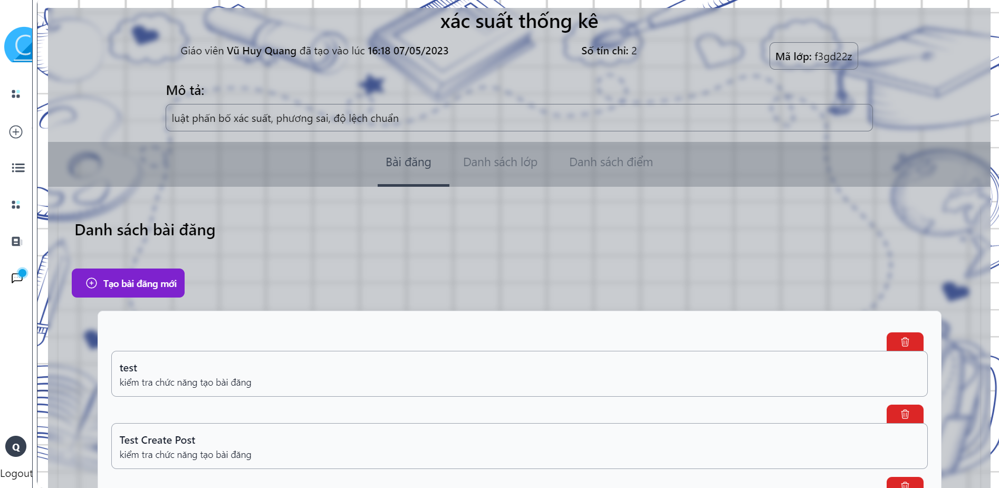 xác suất thống kê
Giáo viên Vũ Huy Quang đã tạo vào lúc 16:18 07/05/2023
Số tín chỉ: 2
Mã lớp: f3gd22z
Mô tả:
luật phấn bố xác suất, phương sai, độ lệch chuẩn
Bài đăng
Danh sách lớp
Danh sách điểm
Danh sách bài đăng
Tạo bài đăng mới
test
kiểm tra chức năng tạo bài đăng
Test Create Post
kiểm tra chức năng tạo bài đăng
C
Q
Logout